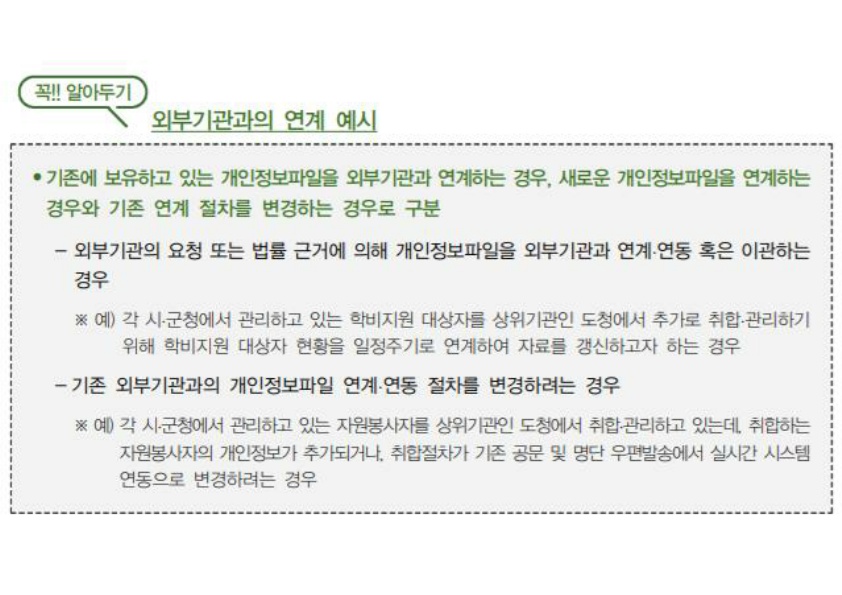 꼭!! 알아두기
외부기관과의 연계 예시
• 기존에 보유하고 있는 개인정보파일을 외부기관과 연계하는 경우, 새로운 개인정보파일을 연계하는
경우와 기존 연계 절차를 변경하는 경우로 구분
– 외부기관의 요청 또는 법률 근거에 의해 개인정보파일을 외부기관과 연계·연동 혹은 이관하는
경우
※ 예) 각 시·군청에서 관리하고 있는 학비지원 대상자를 상위기관인 도청에서 추가로 취합·관리하기
위해 학비지원 대상자 현황을 일정주기로 연계하여 자료를 갱신하고자 하는 경우
– 기존 외부기관과의 개인정보파일 연계·연동 절차를 변경하려는 경우
※ 예) 각 시·군청에서 관리하고 있는 자원봉사자를 상위기관인 도청에서 취합·관리하고 있는데, 취합하는
자원봉사자의 개인정보가 추가되거나, 취합절차가 기존 공문 및 명단 우편발송에서 실시간 시스템
연동으로 변경하려는 경우